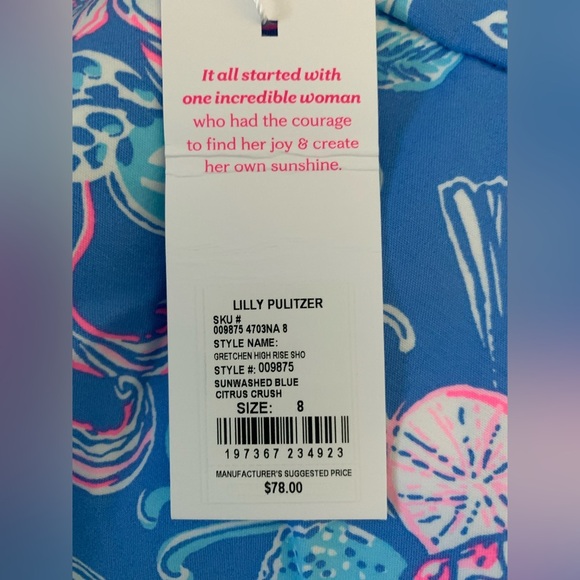 It all started with
one incredible woman
who had the courage
to find her joy & create
her own sunshine.
LILLY PULITZER
SKU #
009875 4703NA 8
STYLE NAME:
GRETCHEN HIGH RISE SHO
STYLE #: 009875
SUNWASHED BLUE
CITRUS CRUSH
SIZE: 8
197367 234923
MANUFACTURER'S SUGGESTED PRICE
$78.00